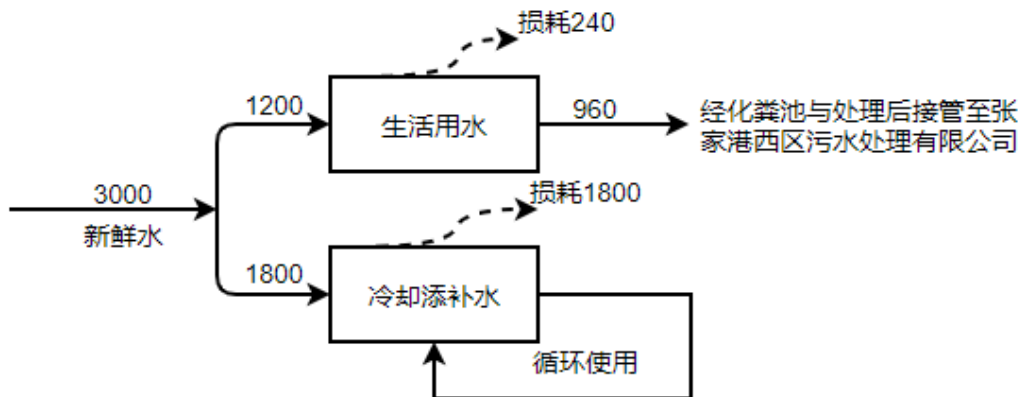 损耗240
1200
生活用水
960
经化粪池与处理后接管至张
家港西区污水处理有限公司
3000
新鲜水
损耗1800
1800
冷却添补水
循环使用